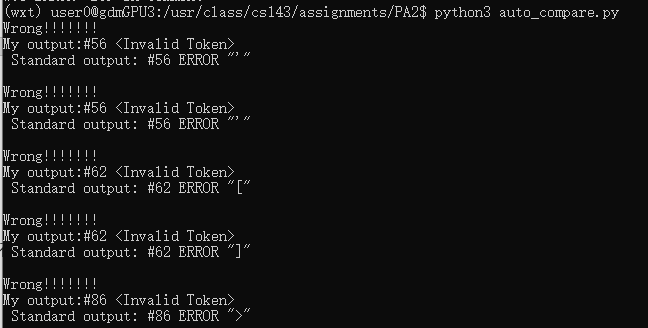 (wxt) user0@gdmGPU3:/usr/class/cs143/assignments/PA2$ python3 auto_compare.py
Wrong!!!!!!!
My output:#56 <Invalid Token>
Standard output: #56 ERROR "'"
Wrong!!!!!!!
My output:#56 <Invalid Token>
Standard output: #56 ERROR "'"
Wrong!!!!!!!
My output:#62 <Invalid Token>
Standard output: #62 ERROR "["
Wrong!!!!!!!
My output:#62 <Invalid Token>
Standard output: #62 ERROR "]"
Wrong!!!!!!!
My output:#86 <Invalid Token>
Standard output: #86 ERROR ">"